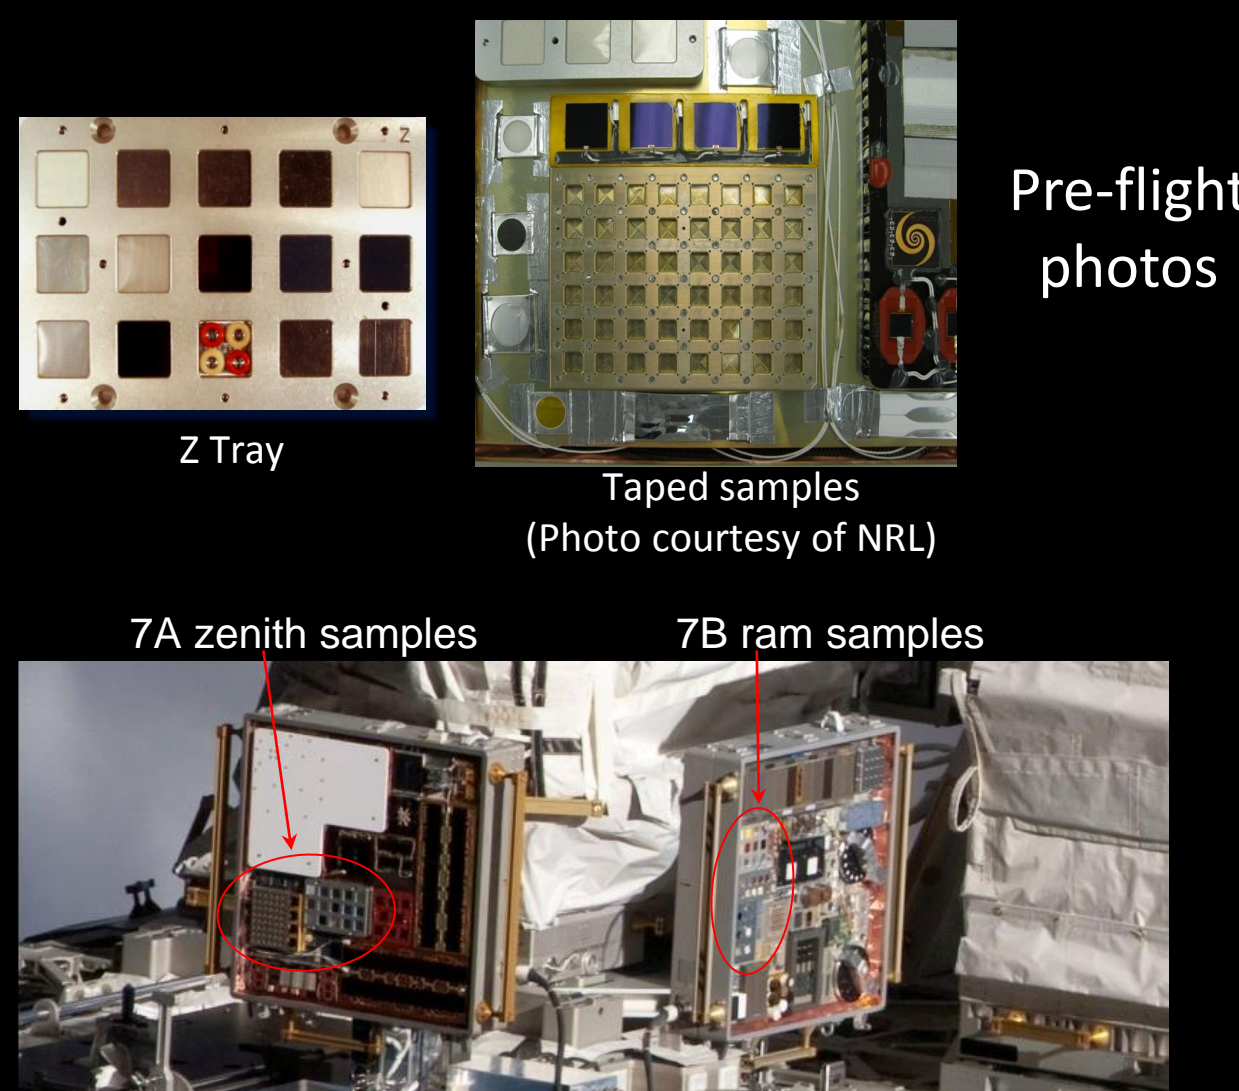 Z
Pre-flight
photos
Z Tray
Taped samples
(Photo courtesy of NRL)
7A zenith samples
7B ram samples